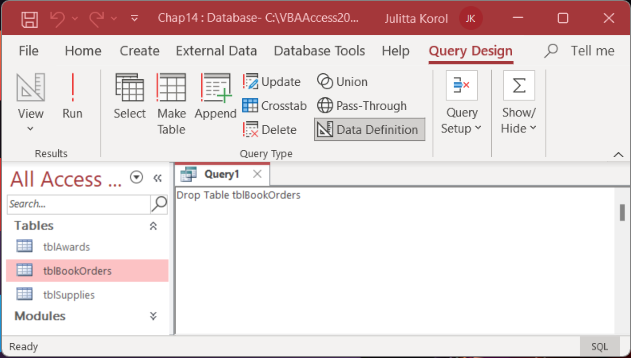 Chap14 : Database- C:\VBAAccess20... Julitta Korol JK
File Home Create External Data Database Tools Help Query Design Tell me
View Run Select Make Table Append Update Crosstab Delete Union Pass-Through Data Definition Query Setup Show/ Hide
Results Query Type
All Access ... «
Search...
Tables
tblAwards
tblBookOrders
tblSupplies
Modules
Query1
Drop Table tblBookOrders
Ready SQL